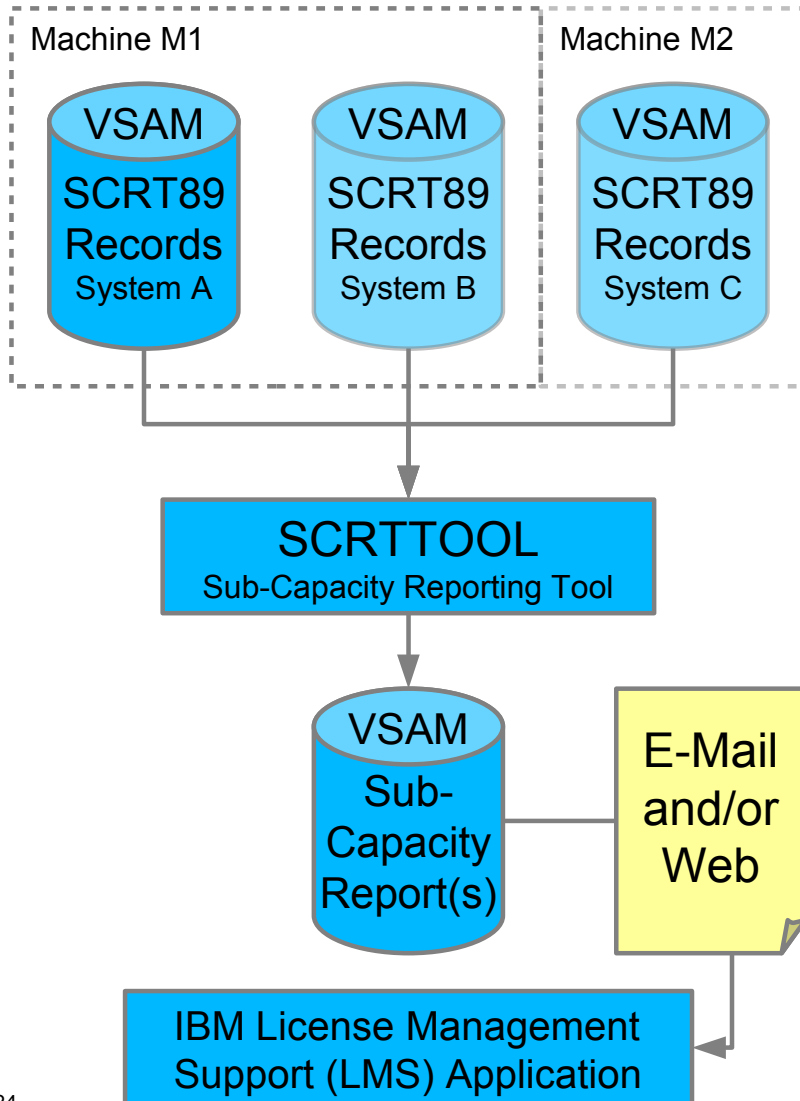 Machine M1
Machine M2
VSAM
SCRT89
Records
System A
VSAM
SCRT89
Records
System B
VSAM
SCRT89
Records
System C
SCRTTOOL
Sub-Capacity Reporting Tool
VSAM
Sub-
Capacity
Report(s)
E-Mail
and/or
Web
IBM License Management
Support (LMS) Application